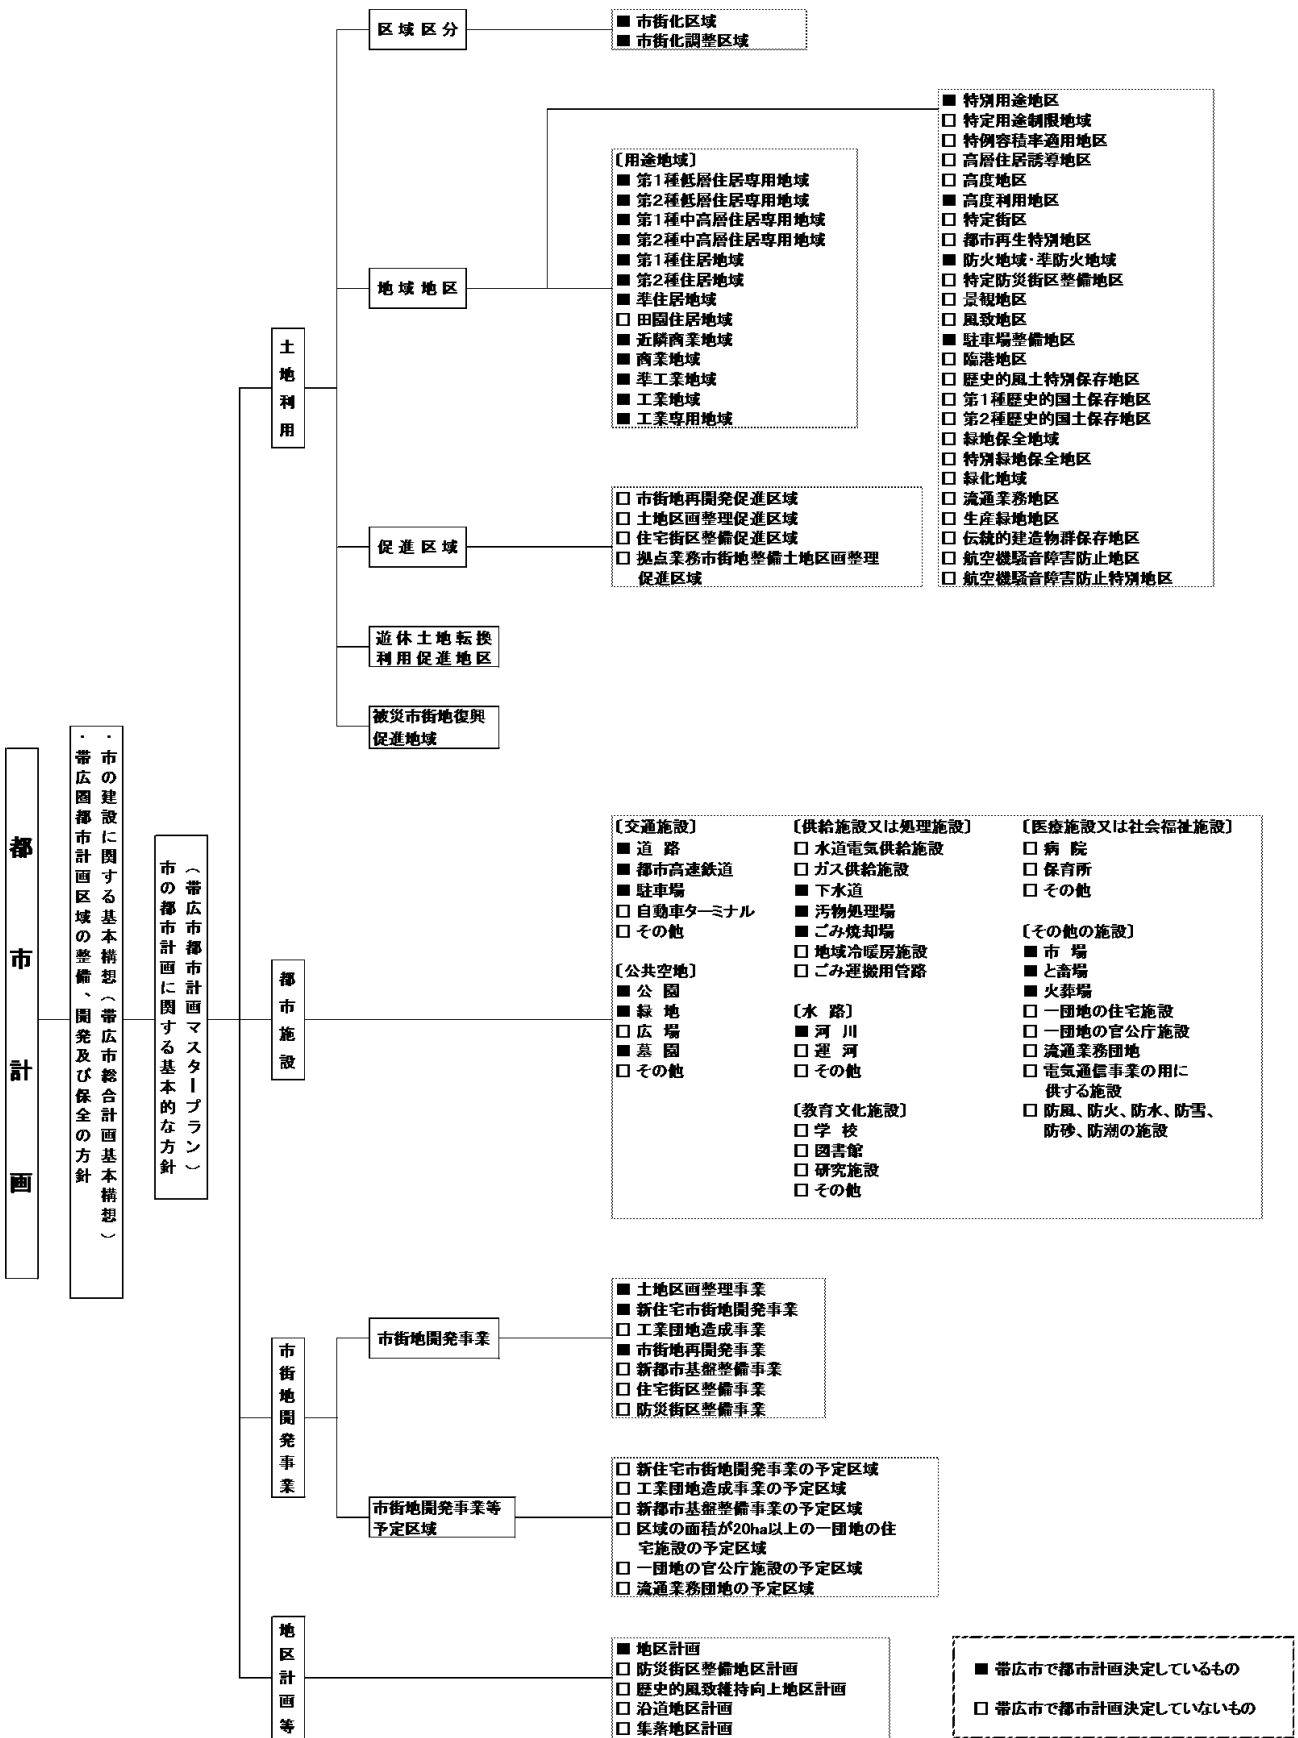 都市計画
・市の建設に関する基本構想（帯広市総合計画基本構想）
・帯広圏都市計画区域の整備、開発及び保全の方針
（帯広市都市計画マスタープラン）
市の都市計画に関する基本的な方針
土地利用
区域区分
■ 市街化区域
■ 市街化調整区域
地域地区
〔用途地域〕
■ 第1種低層住居専用地域
■ 第2種低層住居専用地域
■ 第1種中高層住居専用地域
■ 第2種中高層住居専用地域
■ 第1種住居地域
■ 第2種住居地域
■ 準住居地域
□ 田園住居地域
■ 近隣商業地域
■ 商業地域
■ 準工業地域
■ 工業地域
■ 工業専用地域
■ 特別用途地区
□ 特定用途制限地域
□ 特例容積率適用地区
□ 高層住居誘導地区
□ 高度地区
■ 高度利用地区
□ 特定街区
□ 都市再生特別地区
■ 防火地域・準防火地域
□ 特定防災街区整備地区
□ 景観地区
□ 風致地区
■ 駐車場整備地区
□ 臨港地区
□ 歴史的風土特別保存地区
□ 第1種歴史的国土保存地区
□ 第2種歴史的国土保存地区
□ 緑地保全地域
□ 特別緑地保全地区
□ 緑化地域
□ 流通業務地区
□ 生産緑地地区
□ 伝統的建造物群保存地区
□ 航空機騒音障害防止地区
□ 航空機騒音障害防止特別地区
促進区域
□ 市街地再開発促進区域
□ 土地区画整理促進区域
□ 住宅街区整備促進区域
□ 拠点業務市街地整備土地区画整理
促進区域
遊休土地転換
利用促進地区
被災市街地復興
促進地域
都市施設
〔交通施設〕
■ 道 路
■ 都市高速鉄道
■ 駐車場
□ 自動車ターミナル
□ その他
〔公共空地〕
■ 公 園
■ 緑 地
□ 広 場
■ 墓 園
□ その他
〔供給施設又は処理施設〕
□ 水道電気供給施設
□ ガス供給施設
■ 下水道
■ 汚物処理場
■ ごみ焼却場
□ 地域冷暖房施設
□ ごみ運搬用管路
〔水 路〕
■ 河 川
□ 運 河
□ その他
〔教育文化施設〕
□ 学 校
□ 図書館
□ 研究施設
□ その他
〔医療施設又は社会福祉施設〕
□ 病 院
□ 保育所
□ その他
〔その他の施設〕
■ 市 場
■ と畜場
■ 火葬場
□ 一団地の住宅施設
□ 一団地の官公庁施設
□ 流通業務団地
□ 電気通信事業の用に
供する施設
□ 防風、防火、防水、防雪、
防砂、防潮の施設
市街地開発事業
市街地開発事業
■ 土地区画整理事業
■ 新住宅市街地開発事業
□ 工業団地造成事業
■ 市街地再開発事業
□ 新都市基盤整備事業
□ 住宅街区整備事業
□ 防災街区整備事業
市街地開発事業等
予定区域
□ 新住宅市街地開発事業の予定区域
□ 工業団地造成事業の予定区域
□ 新都市基盤整備事業の予定区域
□ 区域の面積が20ha以上の一団地の住
宅施設の予定区域
□ 一団地の官公庁施設の予定区域
□ 流通業務団地の予定区域
地区計画等
■ 地区計画
□ 防災街区整備地区計画
□ 歴史的風致維持向上地区計画
□ 沿道地区計画
□ 集落地区計画
■ 帯広市で都市計画決定しているもの
□ 帯広市で都市計画決定していないもの